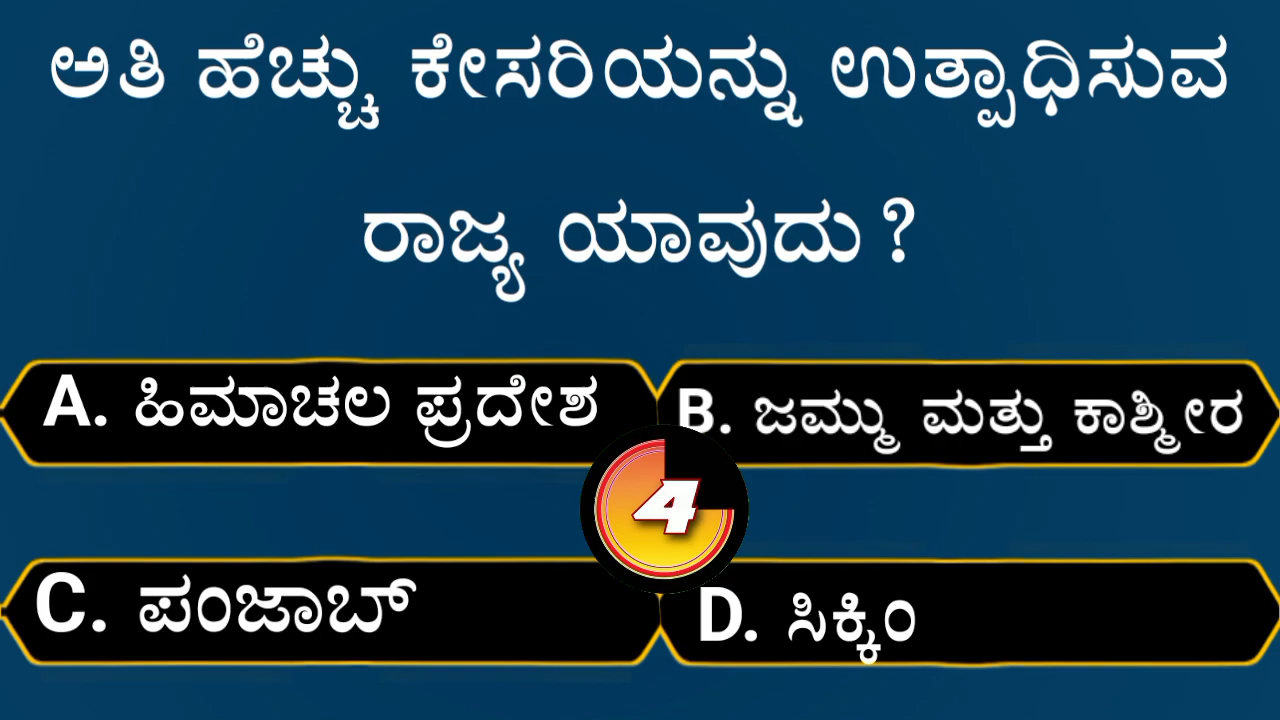 ಅತಿ ಹೆಚ್ಚು ಕೇಸರಿಯನ್ನು ಉತ್ಪಾಧಿಸುವ
ರಾಜ್ಯ ಯಾವುದು ?
A. ಹಿಮಾಚಲ ಪ್ರದೇಶ
B. ಜಮ್ಮು ಮತ್ತು ಕಾಶ್ಮೀರ
4
C. ಪಂಜಾಬ್
D. ಸಿಕ್ಕಿಂ